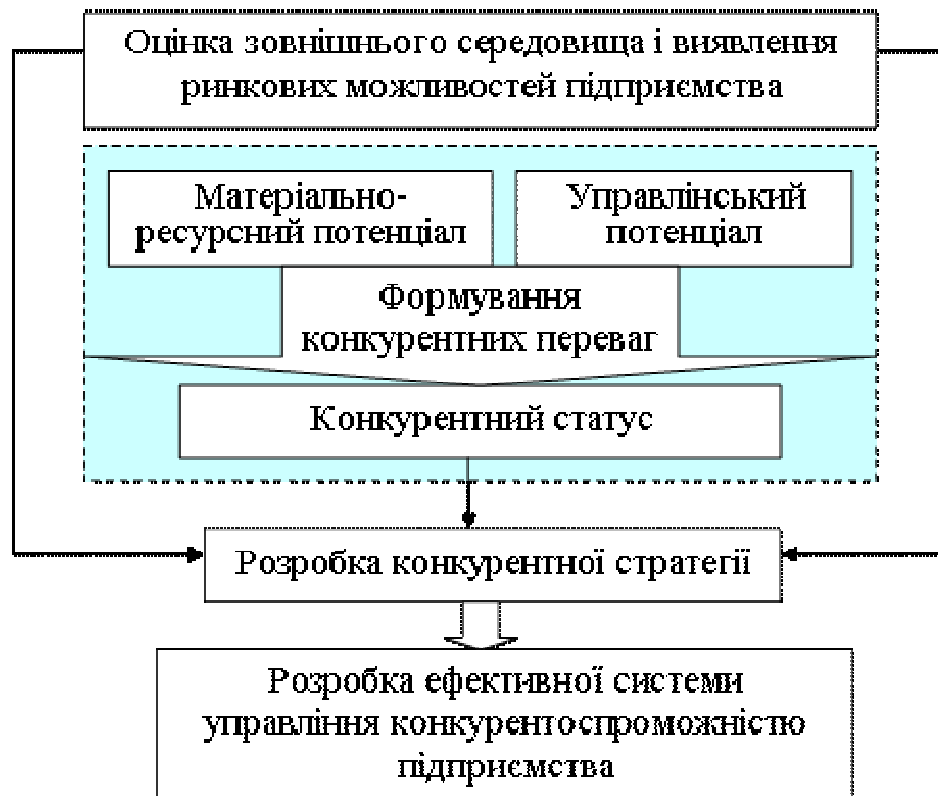 Оцінка зовнішнього середовища і виявлення
ринкових можливостей підприємства
Матеріально-
ресурсний потенціал
Управлінський
потенціал
Формування
конкурентних переваг
Конкурентний статус
Розробка конкурентної стратегії
Розробка ефективної системи
управління конкурентоспроможністю
підприємства